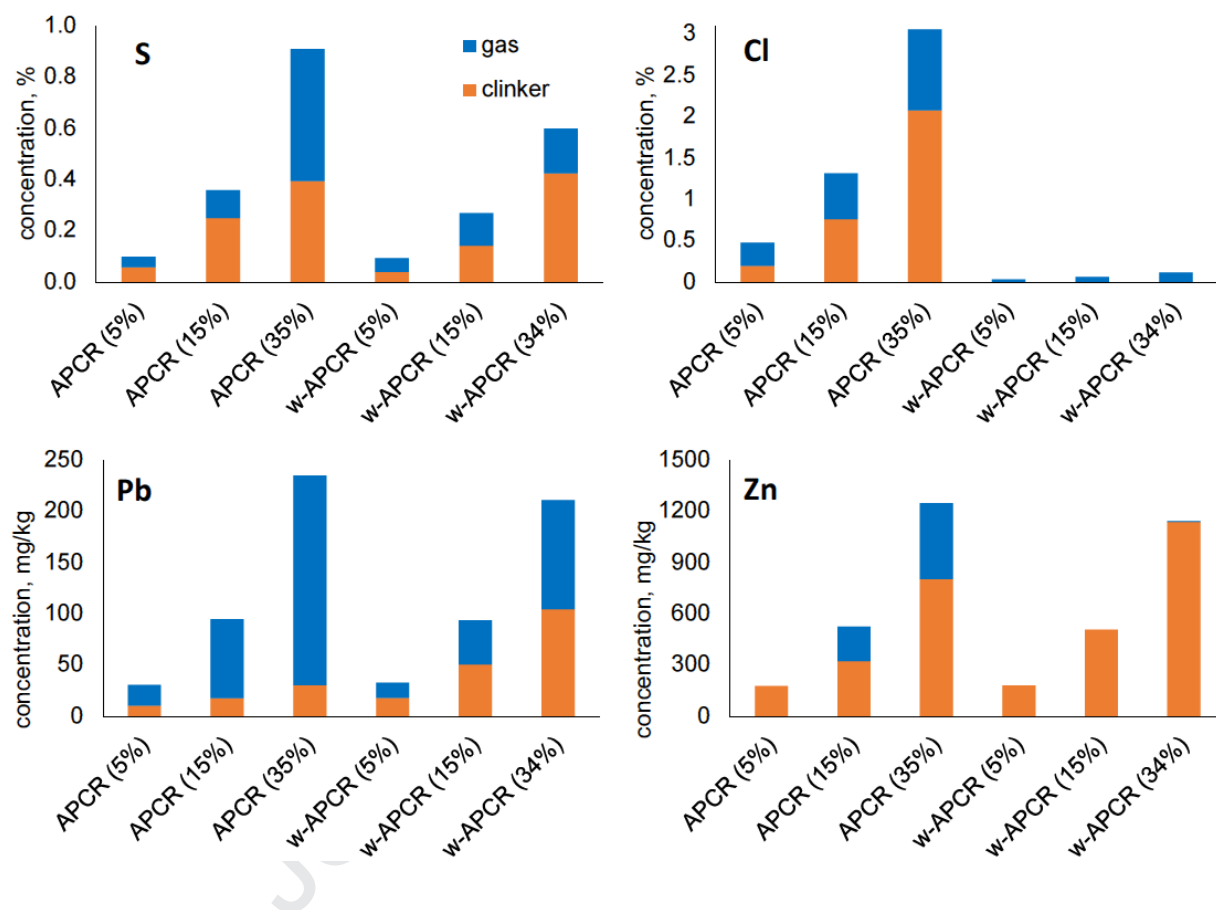 S
gas
clinker
concentration, %
1.0
0.8
0.6
0.4
0.2
0.0
APCR (5%)
APCR (15%)
APCR (35%)
w-APCR (5%)
w-APCR (15%)
w-APCR (34%)
Cl
concentration, %
3
2.5
2
1.5
1
0.5
0
APCR (5%)
APCR (15%)
APCR (35%)
w-APCR (5%)
w-APCR (15%)
w-APCR (34%)
Pb
concentration, mg/kg
250
200
150
100
50
0
APCR (5%)
APCR (15%)
APCR (35%)
w-APCR (5%)
w-APCR (15%)
w-APCR (34%)
Zn
concentration, mg/kg
1500
1200
900
600
300
0
APCR (5%)
APCR (15%)
APCR (35%)
w-APCR (5%)
w-APCR (15%)
w-APCR (34%)